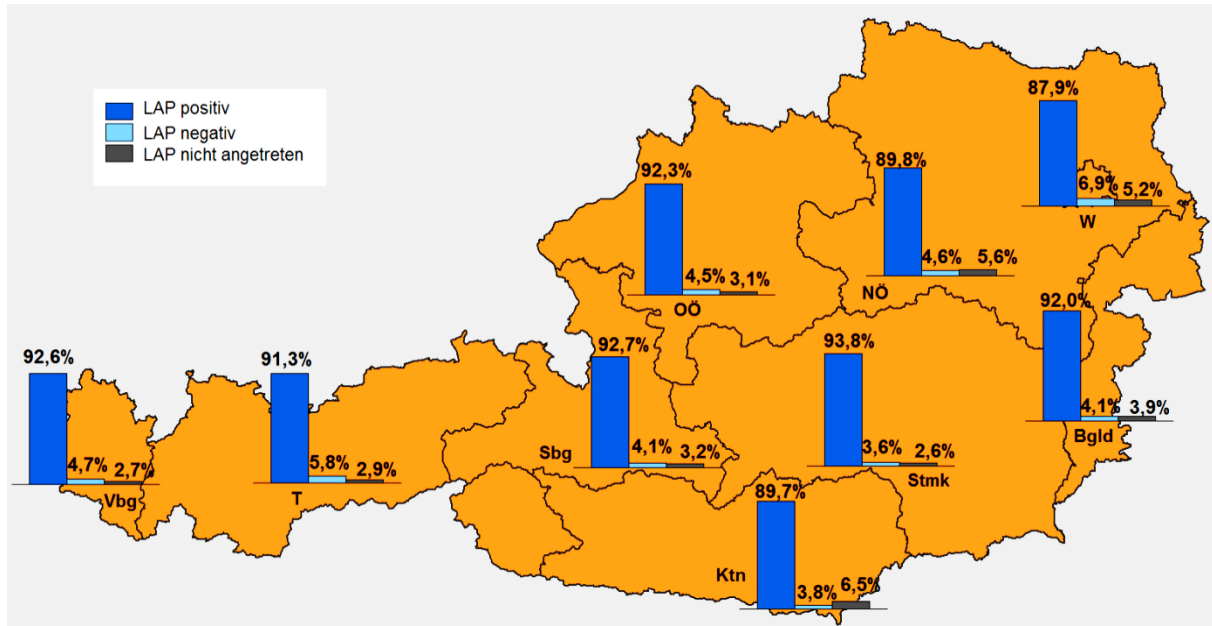 LAP positiv
LAP negativ
LAP nicht angetreten
87,9%
6,9% 5,2%
W
92,3%
4,5% 3,1%
OÖ
89,8%
4,6% 5,6%
NÖ
92,0%
4,1% 3,9%
Bgld
92,6%
4,7% 2,7%
Vbg
91,3%
5,8% 2,9%
T
92,7%
4,1% 3,2%
Sbg
93,8%
3,6% 2,6%
Stmk
89,7%
3,8% 6,5%
Ktn